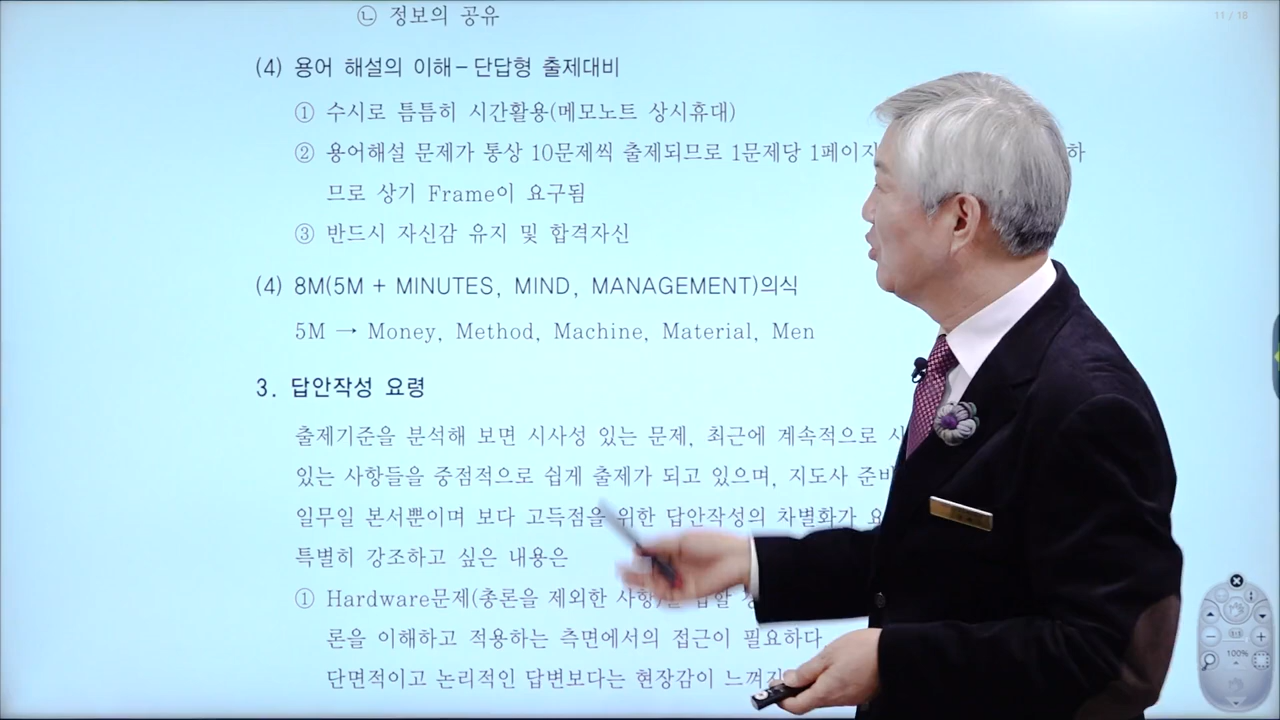 11 / 18
㉡ 정보의 공유
(4) 용어 해설의 이해－단답형 출제대비
① 수시로 틈틈히 시간활용(메모노트 상시휴대)
② 용어해설 문제가 통상 10문제씩 출제되므로 1문제당 1페이지 하
므로 상기 Frame이 요구됨
③ 반드시 자신감 유지 및 합격자신
(4) 8M(5M + MINUTES, MIND, MANAGEMENT)의식
5M → Money, Method, Machine, Material, Men
3. 답안작성 요령
출제기준을 분석해 보면 시사성 있는 문제, 최근에 계속적으로
있는 사항들을 중점적으로 쉽게 출제가 되고 있으며, 지도사 준비
일무일 본서뿐이며 보다 고득점을 위한 답안작성의 차별화가
특별히 강조하고 싶은 내용은
① Hardware문제(총론을 제외한 사항)를 답할
론을 이해하고 적용하는 측면에서의 접근이 필요하다
단면적이고 논리적인 답변보다는 현장감이 느껴지
100%